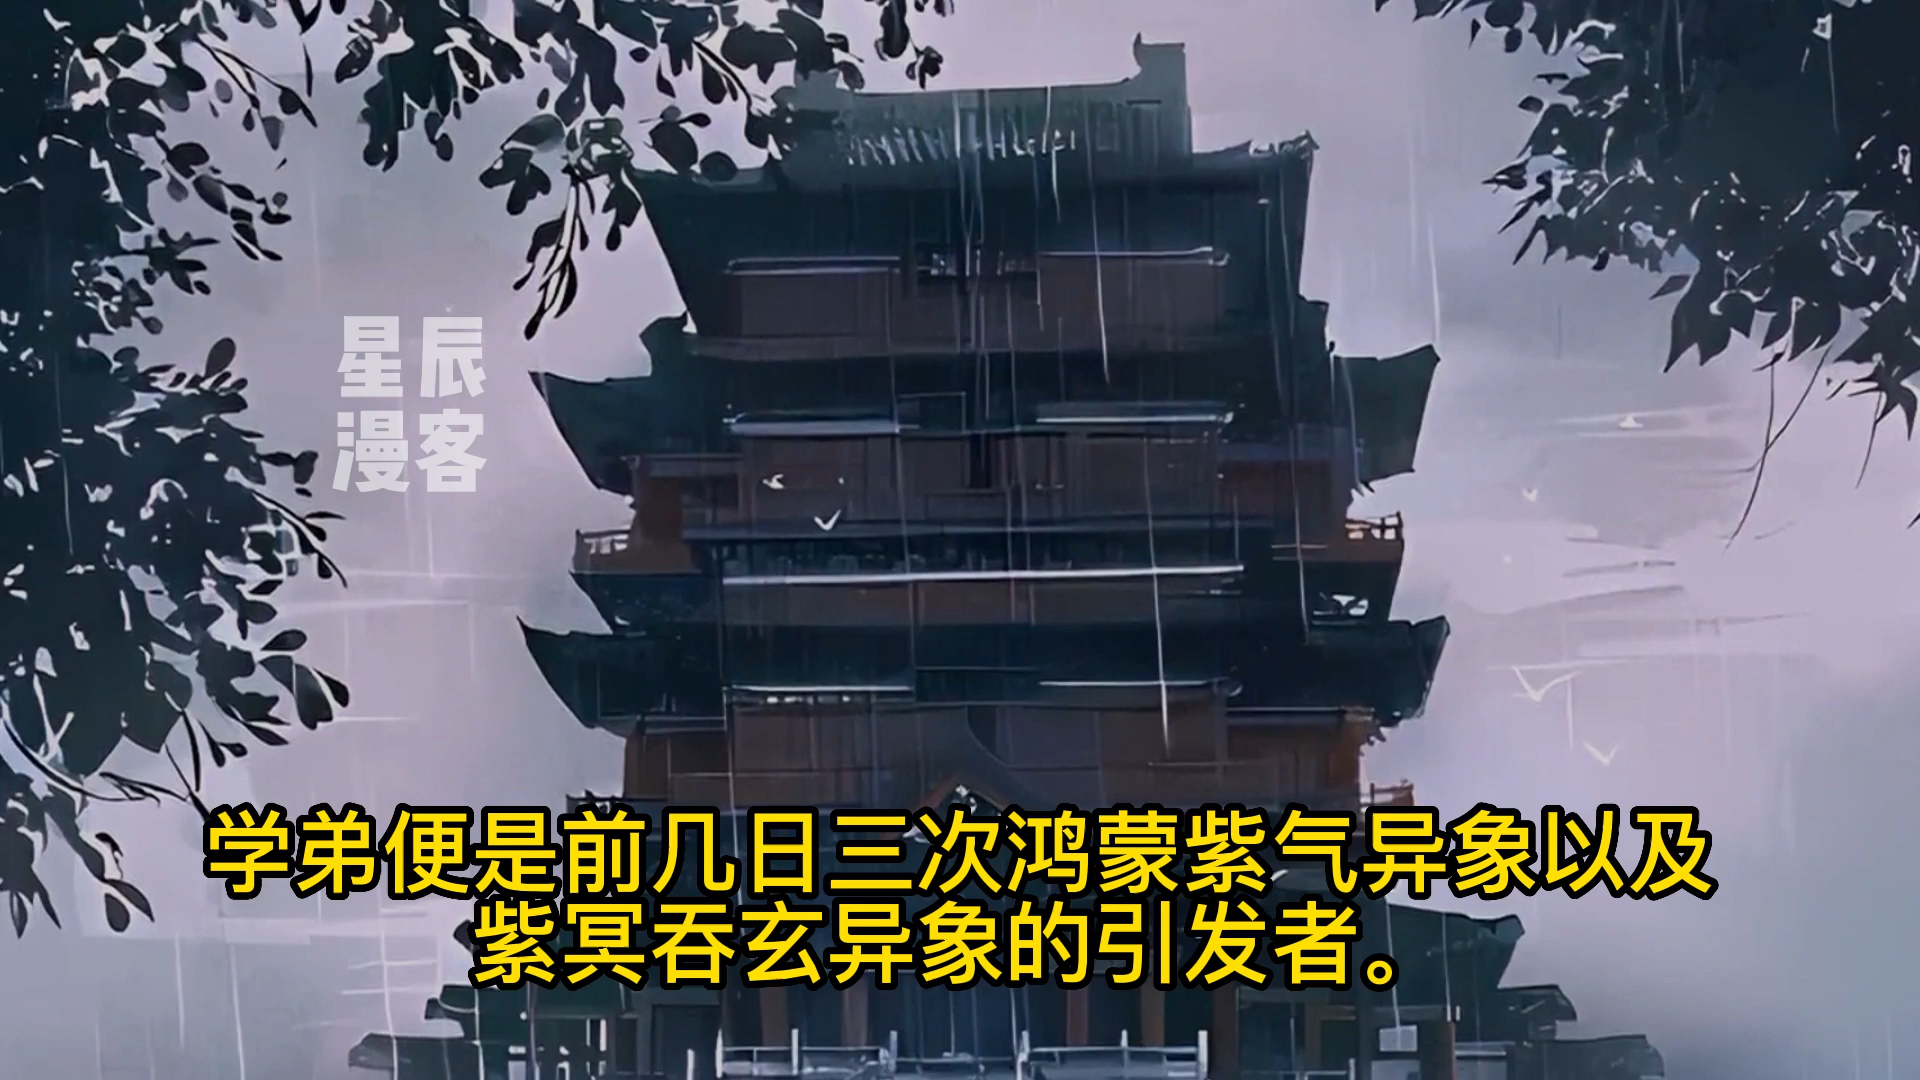 星辰
漫客
学弟便是前几日三次鸿蒙紫气异象以及
紫冥吞玄异象的引发者。